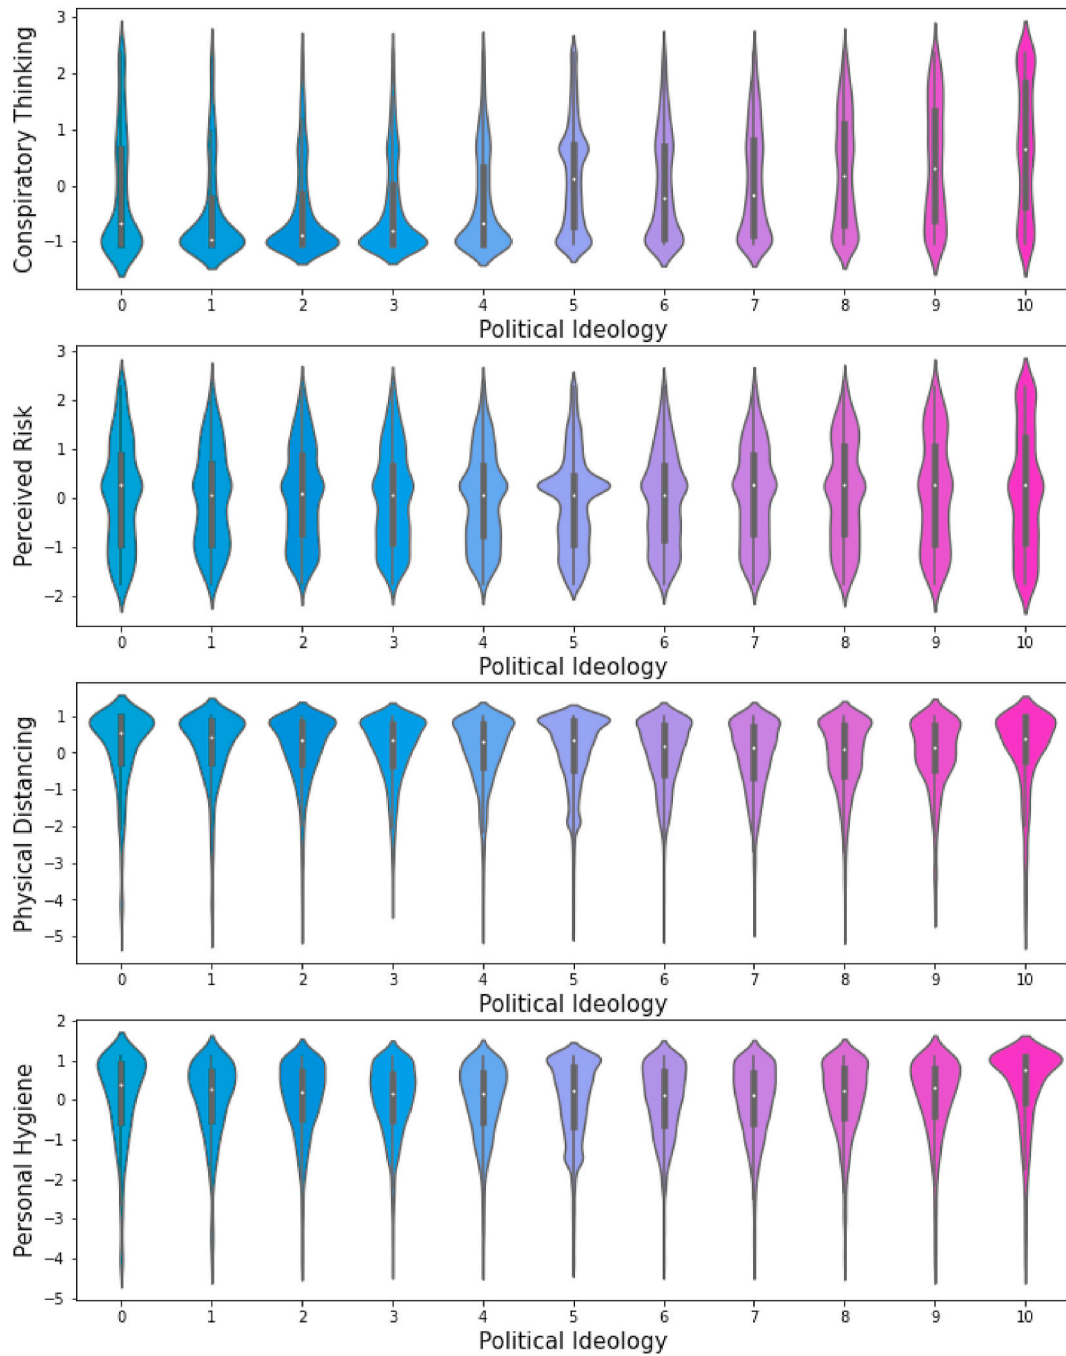 Conspiratory Thinking
3
2
1
0
−1
0 1 2 3 4 5 6 7 8 9 10
Political Ideology
Perceived Risk
3
2
1
0
−1
−2
0 1 2 3 4 5 6 7 8 9 10
Political Ideology
Physical Distancing
1
0
−1
−2
−3
−4
−5
0 1 2 3 4 5 6 7 8 9 10
Political Ideology
Personal Hygiene
2
1
0
−1
−2
−3
−4
−5
0 1 2 3 4 5 6 7 8 9 10
Political Ideology